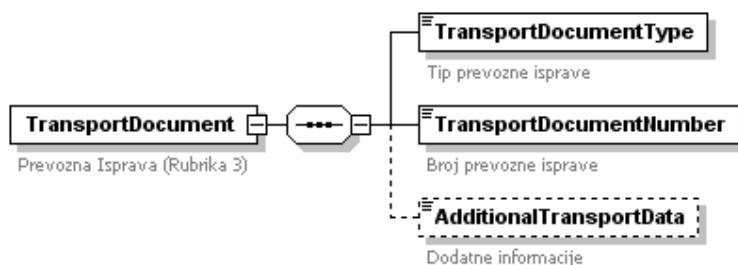 TransportDocumentType
Tip prevozne isprave
TransportDocument
Prevozna Isprava (Rubrika 3)
TransportDocumentNumber
Broj prevozne isprave
AdditionalTransportData
Dodatne informacije